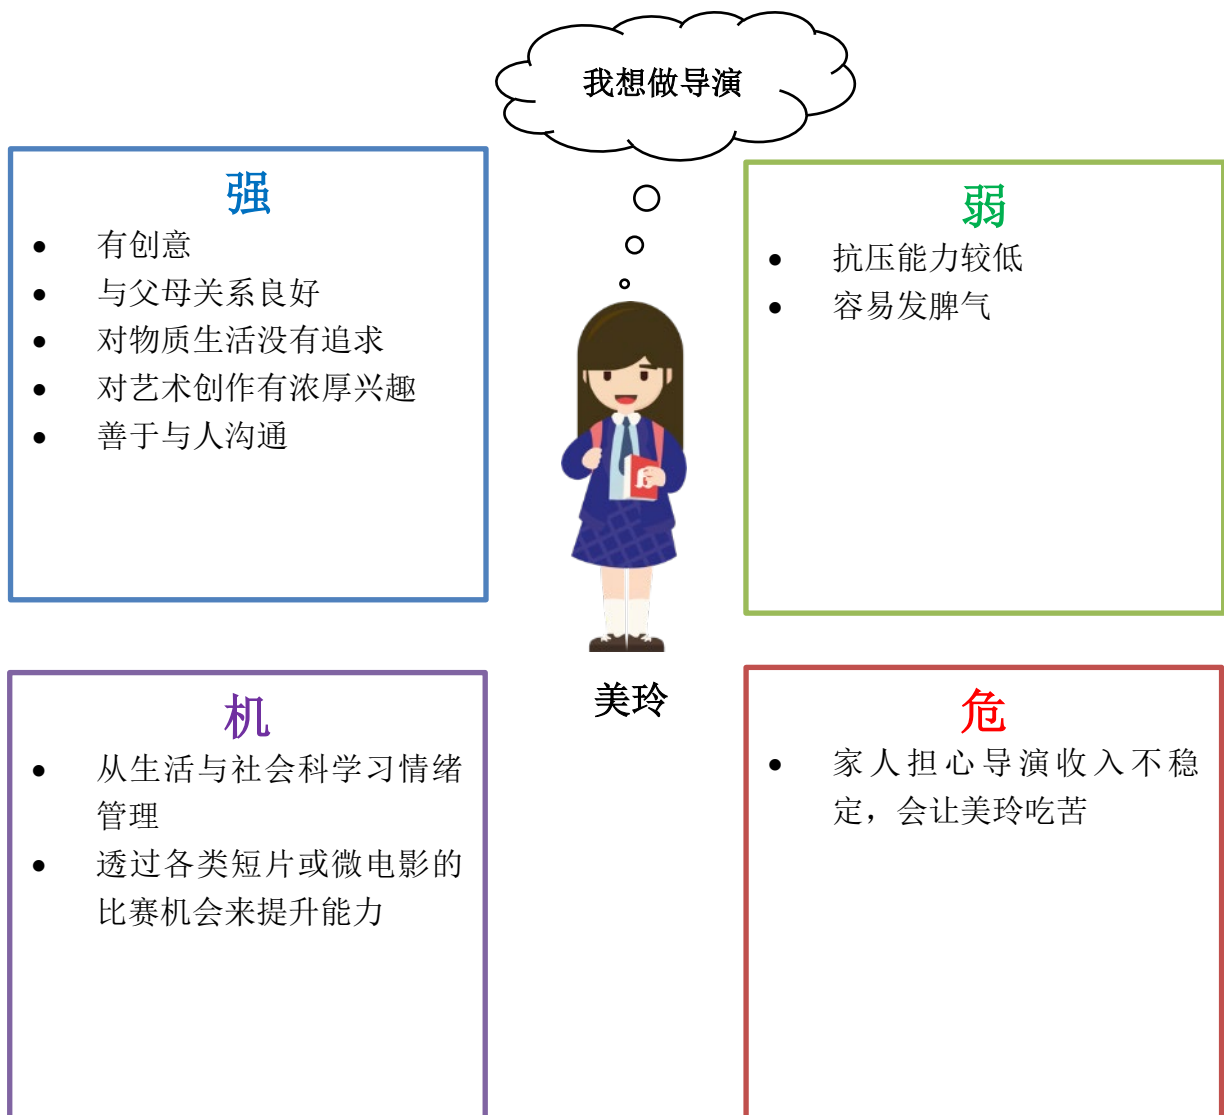 我想做导演
强
• 有创意
• 与父母关系良好
• 对物质生活没有追求
• 对艺术创作有浓厚兴趣
• 善于与人沟通
弱
• 抗压能力较低
• 容易发脾气
美玲
机
• 从生活与社会科学习情绪
管理
• 透过各类短片或微电影的
比赛机会来提升能力
危
• 家人担心导演收入不稳
定，会让美玲吃苦